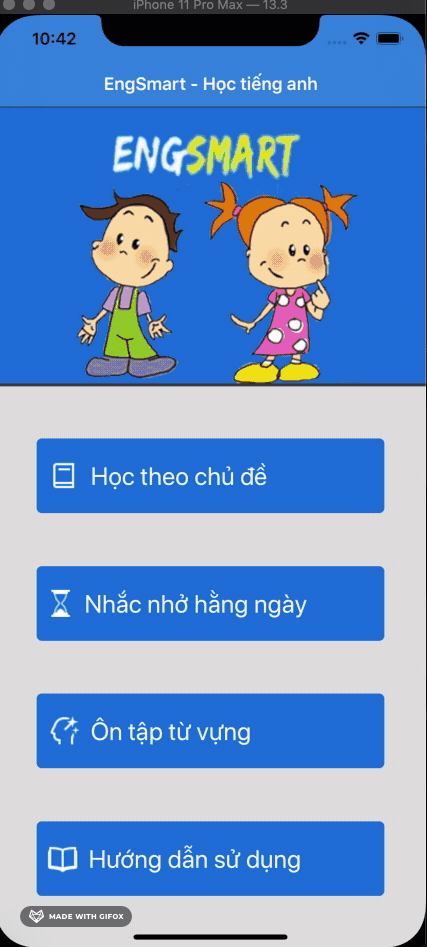 iPhone 11 Pro Max — 13.3
10:42
EngSmart - Học tiếng anh
ENGSMART
Học theo chủ đề
Nhắc nhở hằng ngày
Ôn tập từ vựng
Hướng dẫn sử dụng
MADE WITH GIFOX